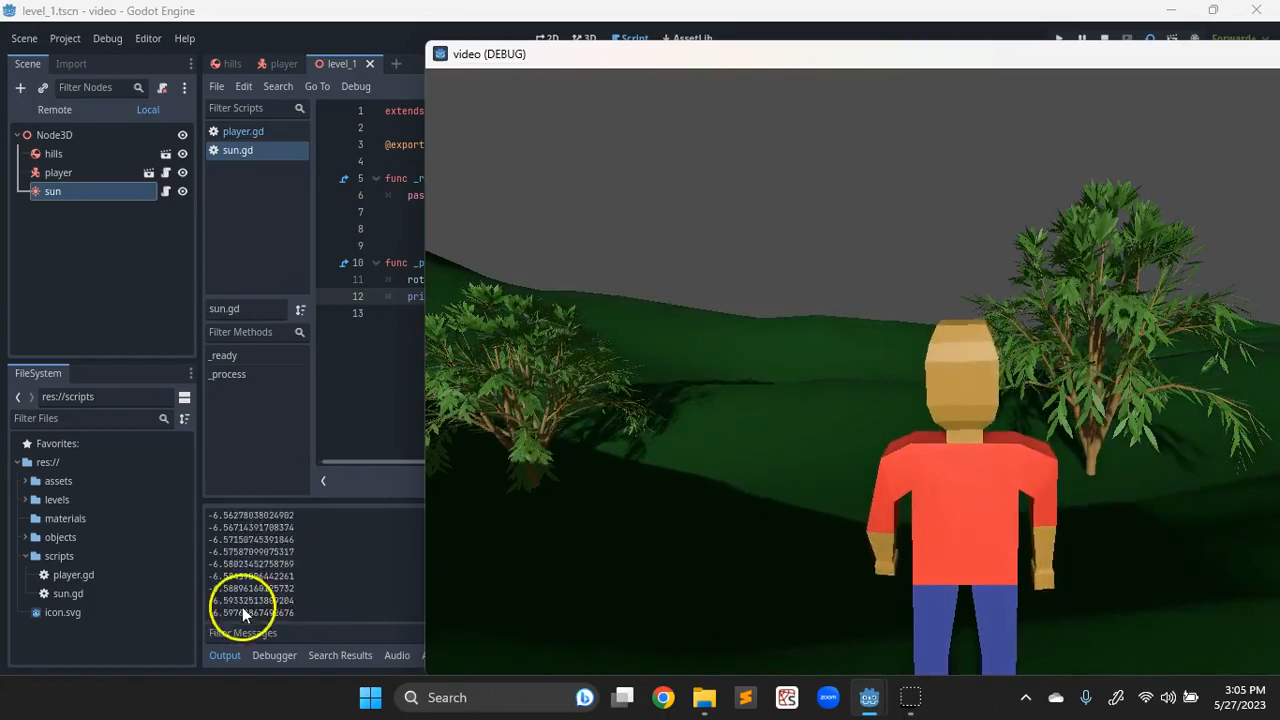 level_1.tscn - video - Godot Engine
Scene Project Debug Editor Help
2D 3D Script AssetLib
Forward+
Scene Import
hills player level_1
Filter Nodes
File Edit Search Go To Debug
Remote Local
Filter Scripts
player.gd
sun.gd
Node3D
hills
player
sun
sun.gd
Filter Methods
_ready
_process
1 extends
2
3 @export
4
5 func _r
6 pas
7
8
9
10 func _p
11 rot
12 pri
13
video (DEBUG)
FileSystem
res://scripts
Filter Files
Favorites:
res://
assets
levels
materials
objects
scripts
player.gd
sun.gd
icon.svg
-6.56278038024902
-6.56714391708374
-6.57150745391846
-6.57587099075317
-6.58023452758789
Filter Messages
Output Debugger Search Results Audio
Search
zoom
3:05 PM
5/27/2023